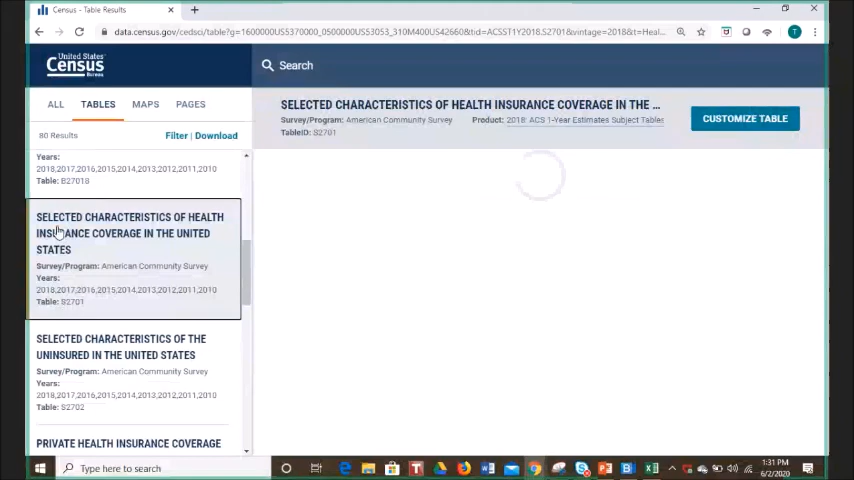 Census - Table Results
data.census.gov/cedsci/table?g=1600000US5370000_0500000US53053_310M400US42660&tid=ACSST1Y2018.S2701&vintage=2018&t=Heal...
United States®
Census
Bureau
Search
ALL
TABLES
MAPS
PAGES
80 Results
Filter | Download
Years:
2018,2017,2016,2015,2014,2013,2012,2011,2010
Table: B27018
SELECTED CHARACTERISTICS OF HEALTH
INSURANCE COVERAGE IN THE UNITED
STATES
Survey/Program: American Community Survey
Years:
2018,2017,2016,2015,2014,2013,2012,2011,2010
Table: S2701
SELECTED CHARACTERISTICS OF THE
UNINSURED IN THE UNITED STATES
Survey/Program: American Community Survey
Years:
2018,2017,2016,2015,2014,2013,2012,2011,2010
Table: S2702
PRIVATE HEALTH INSURANCE COVERAGE
SELECTED CHARACTERISTICS OF HEALTH INSURANCE COVERAGE IN THE ...
Survey/Program: American Community Survey
Product: 2018: ACS 1-Year Estimates Subject Tables
TableID: S2701
CUSTOMIZE TABLE
Type here to search
1:31 PM
6/2/2020